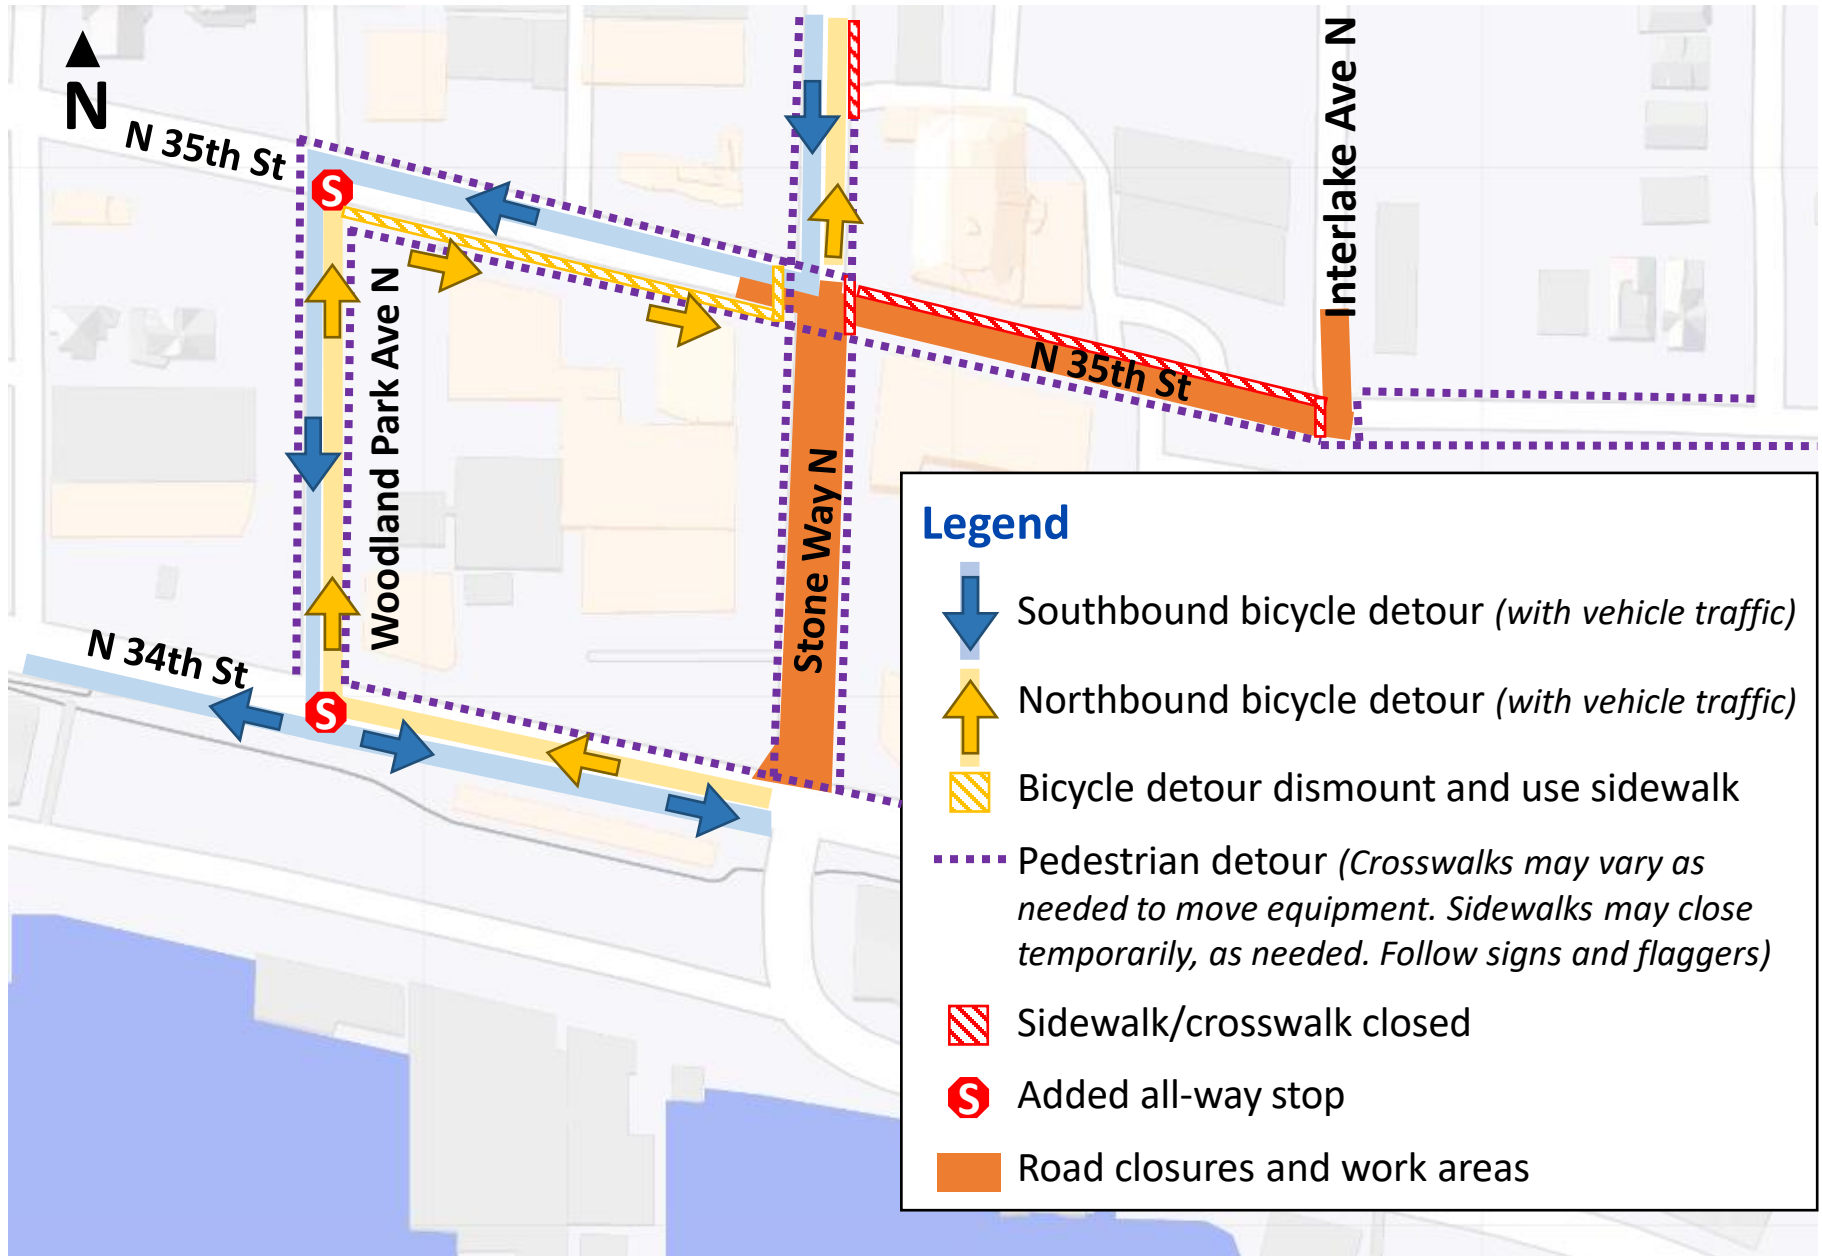 N
N 35th St
Interlake Ave N
Woodland Park Ave N
N 35th St
Stone Way N
N 34th St
S
S
Legend
Southbound bicycle detour (with vehicle traffic)
Northbound bicycle detour (with vehicle traffic)
Bicycle detour dismount and use sidewalk
Pedestrian detour (Crosswalks may vary as
needed to move equipment. Sidewalks may close
temporarily, as needed. Follow signs and flaggers)
Sidewalk/crosswalk closed
S Added all-way stop
Road closures and work areas